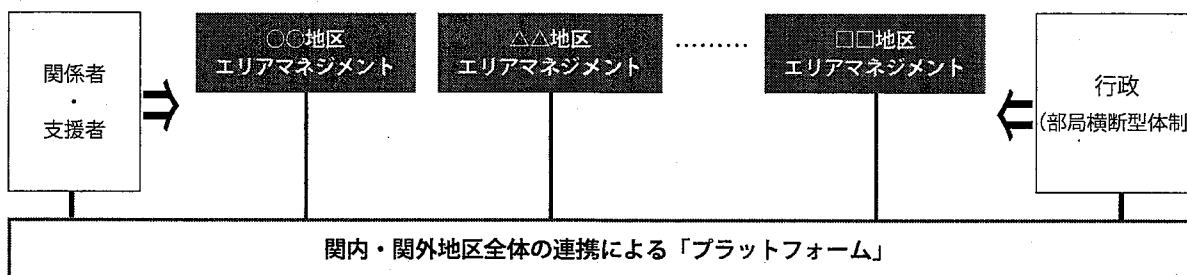 関係者
・
支援者
○○地区
エリアマネジメント
△△地区
エリアマネジメント
………
□□地区
エリアマネジメント
行政
(部局横断型体制
関内・関外地区全体の連携による「プラットフォーム」